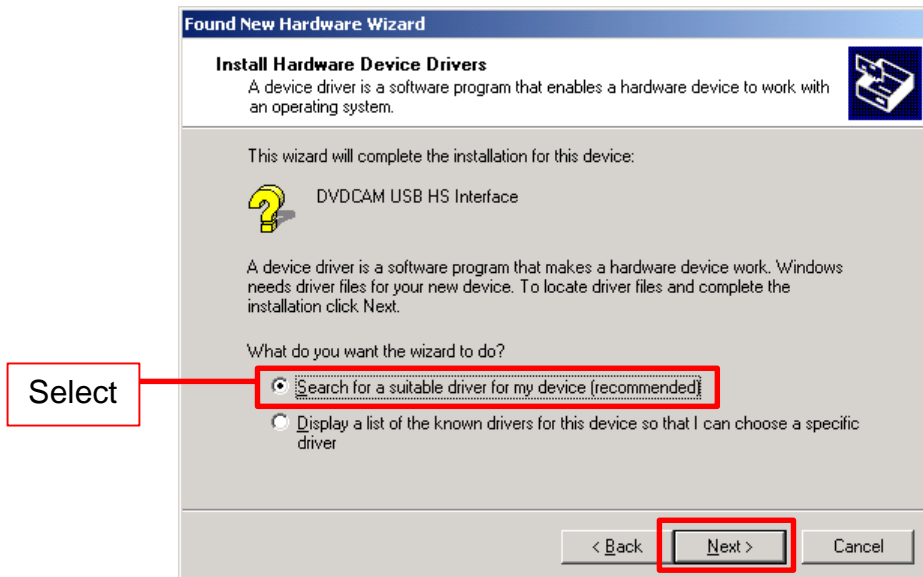 Found New Hardware Wizard
Install Hardware Device Drivers
A device driver is a software program that enables a hardware device to work with
an operating system.
This wizard will complete the installation for this device:
DVDCAM USB HS Interface
A device driver is a software program that makes a hardware device work. Windows
needs driver files for your new device. To locate driver files and complete the
installation click Next.
What do you want the wizard to do?
Select
Search for a suitable driver for my device (recommended)
Display a list of the known drivers for this device so that I can choose a specific
driver
< Back
Next >
Cancel